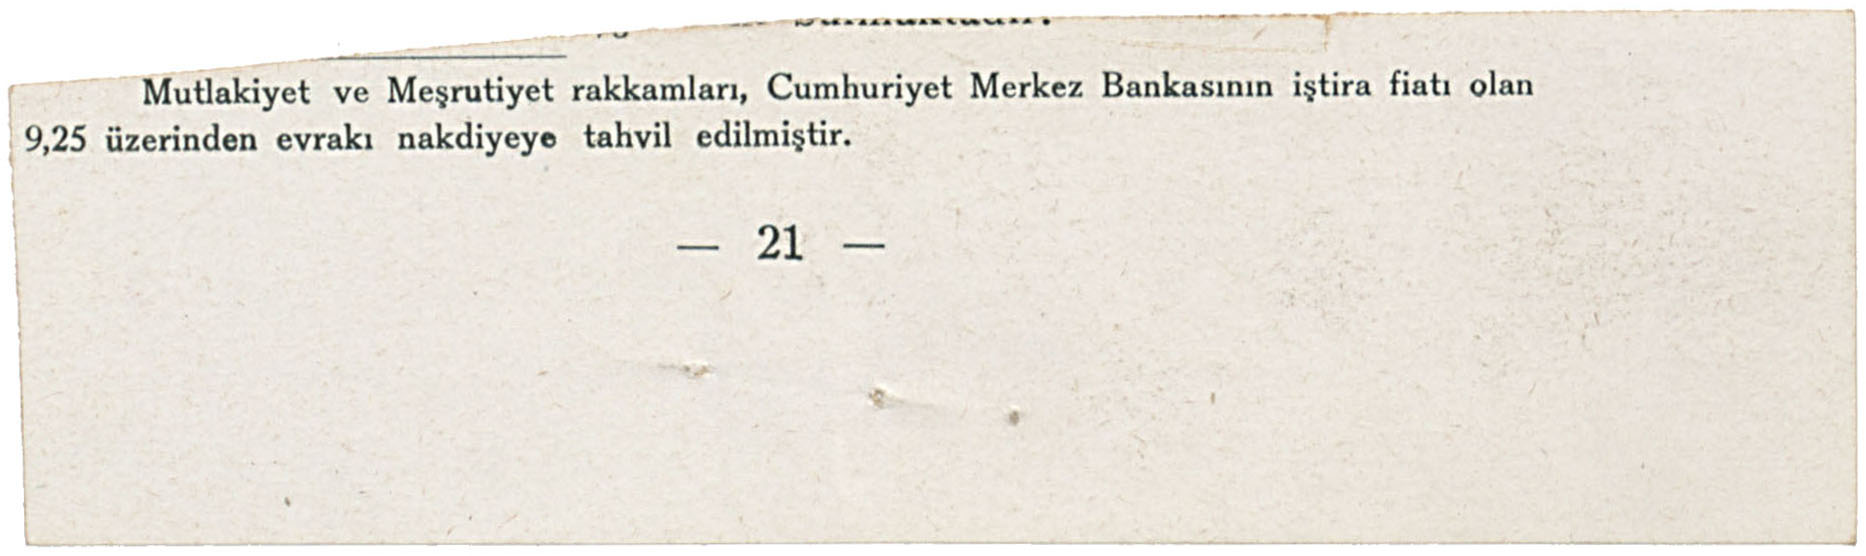 Mutlakiyet ve Meşrutiyet rakkamları, Cumhuriyet Merkez Bankasının iştira fiatı olan
9,25 üzerinden evrakı nakdiyeye tahvil edilmiştir.
— 21 —